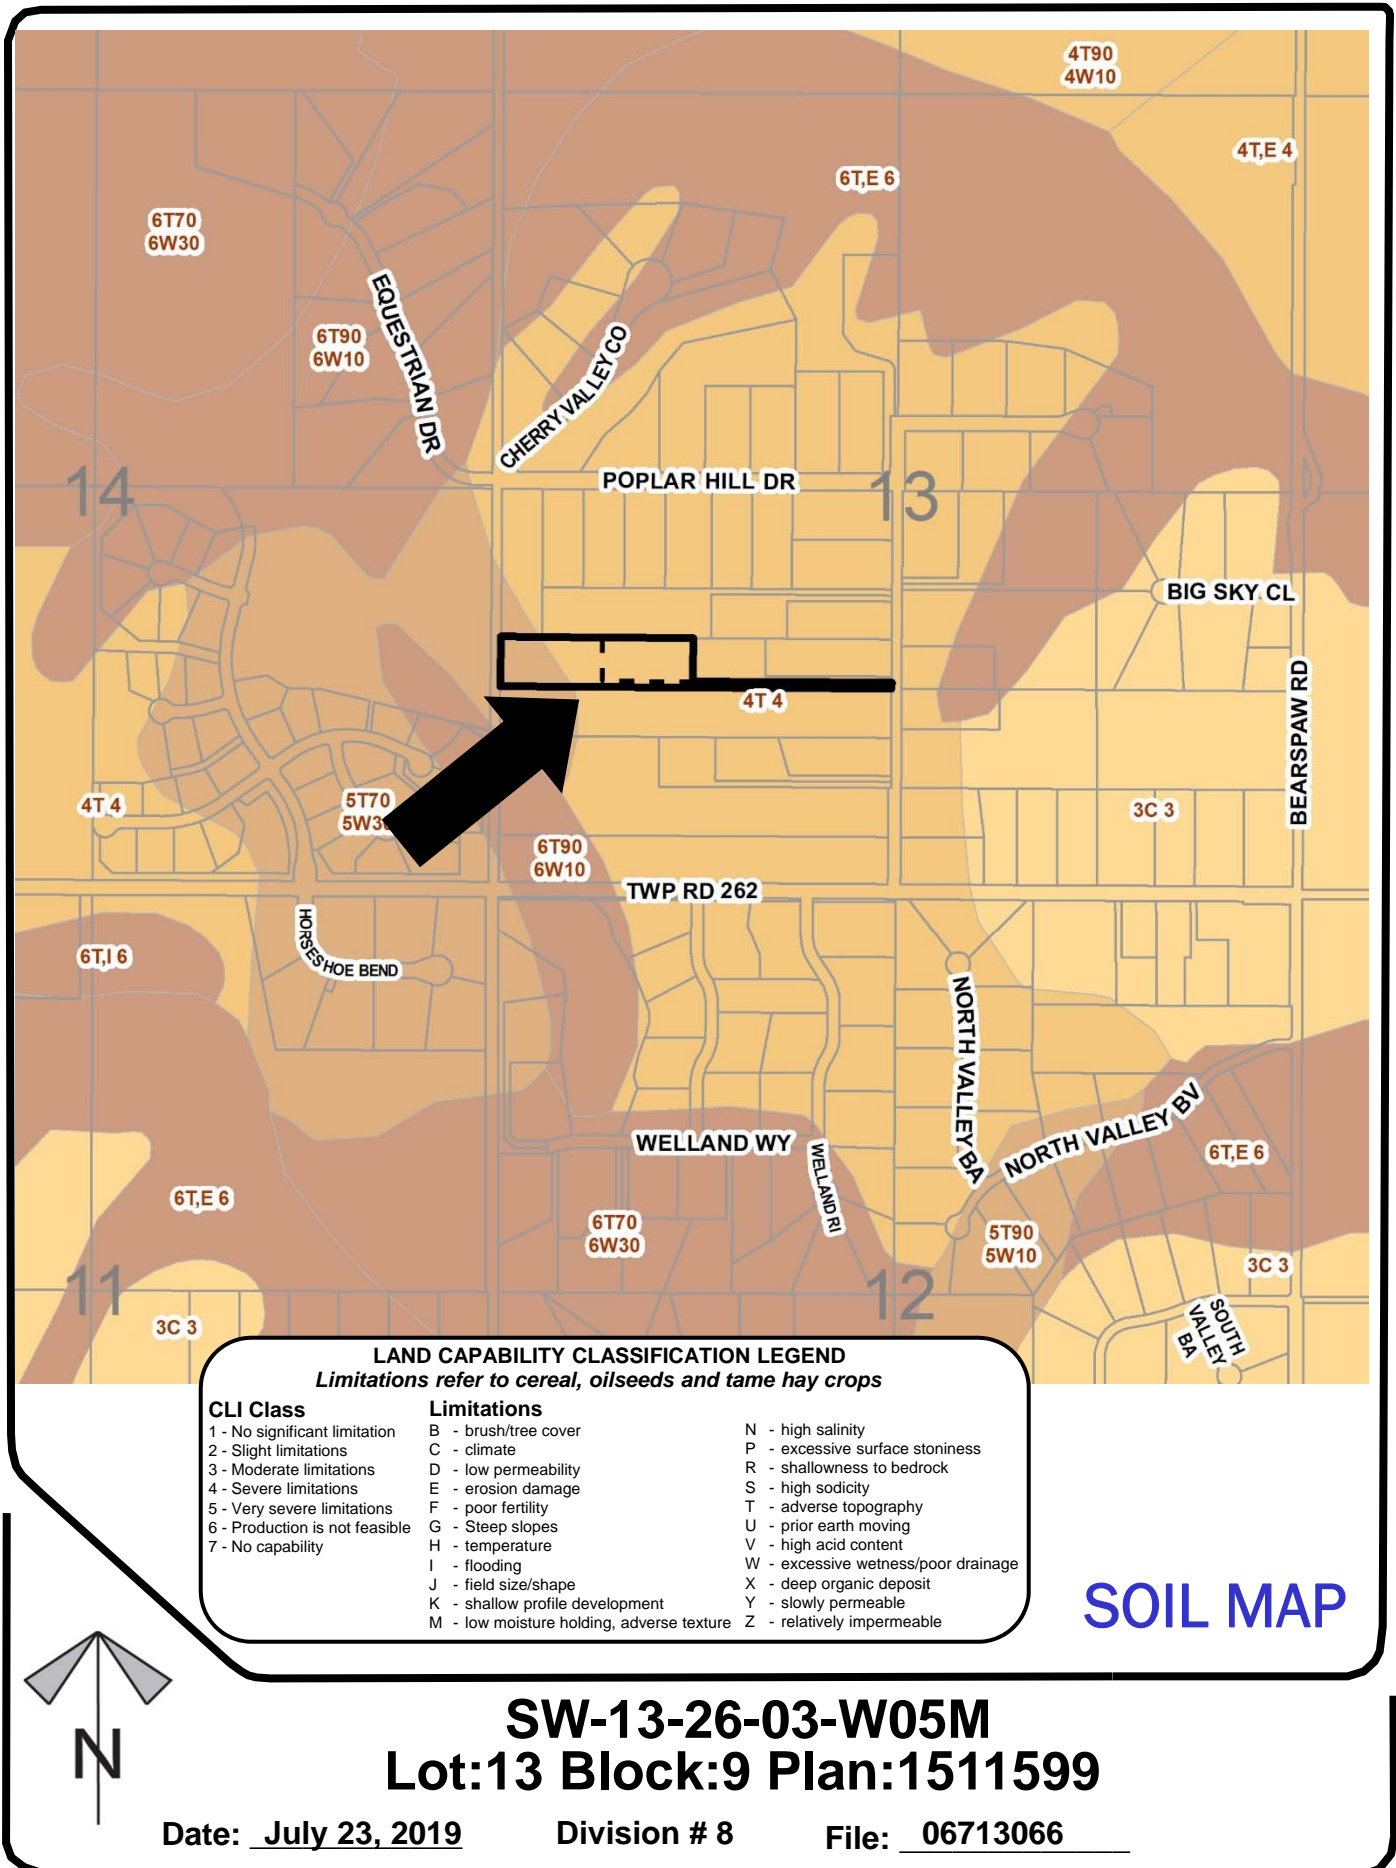 4T90
4W10
4T,E 4
6T,E 6
6T70
6W30
EQUESTRIAN DR
6T90
6W10
CHERRY VALLEY CO
14
POPLAR HILL DR
13
BIG SKY CL
BEARSPAW RD
4T 4
4T 4
5T70
5W3
3C 3
6T90
6W10
TWP RD 262
HORSESHOE BEND
6T,I 6
NORTH VALLEY BA
NORTH VALLEY BV
WELLAND WY
WELLAND RI
6T,E 6
6T,E 6
6T70
6W30
5T90
5W10
3C 3
11
12
3C 3
SOUTH
VALLEY
BA
LAND CAPABILITY CLASSIFICATION LEGEND
Limitations refer to cereal, oilseeds and tame hay crops
CLI Class
1 - No significant limitation
2 - Slight limitations
3 - Moderate limitations
4 - Severe limitations
5 - Very severe limitations
6 - Production is not feasible
7 - No capability
Limitations
B - brush/tree cover
C - climate
D - low permeability
E - erosion damage
F - poor fertility
G - Steep slopes
H - temperature
I - flooding
J - field size/shape
K - shallow profile development
M - low moisture holding, adverse texture
N - high salinity
P - excessive surface stoniness
R - shallowness to bedrock
S - high sodicity
T - adverse topography
U - prior earth moving
V - high acid content
W - excessive wetness/poor drainage
X - deep organic deposit
Y - slowly permeable
Z - relatively impermeable
SOIL MAP
N
SW-13-26-03-W05M
Lot:13 Block:9 Plan:1511599
Date: July 23, 2019 Division # 8 File: 06713066